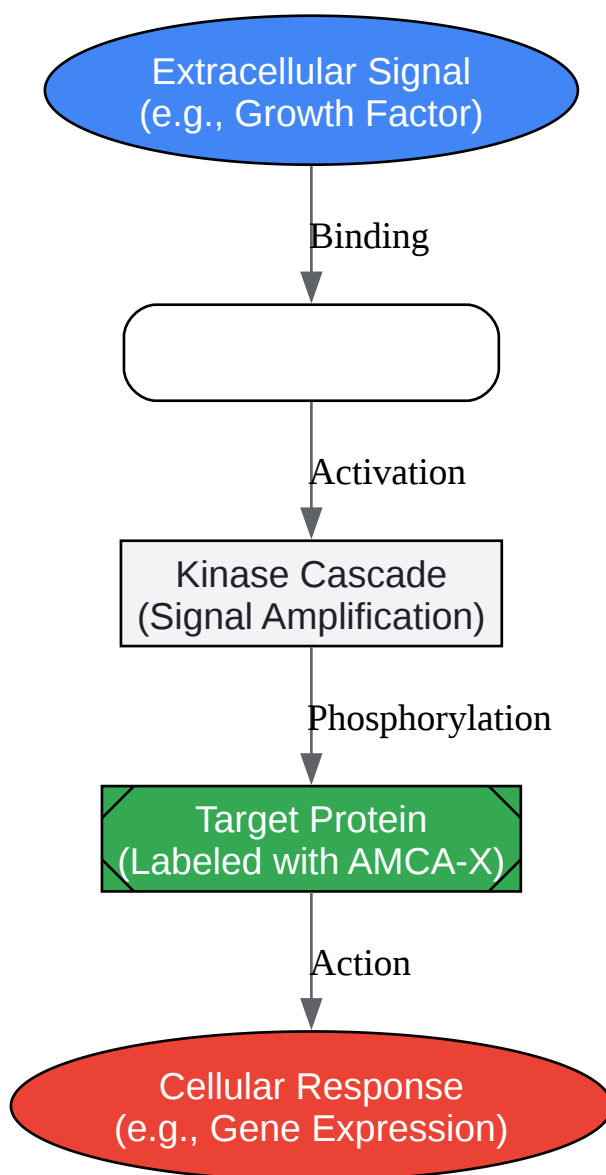 Extracellular Signal
(e.g., Growth Factor)
Binding
Activation
Kinase Cascade
(Signal Amplification)
Phosphorylation
Target Protein
(Labeled with AMCA-X)
Action
Cellular Response
(e.g., Gene Expression)